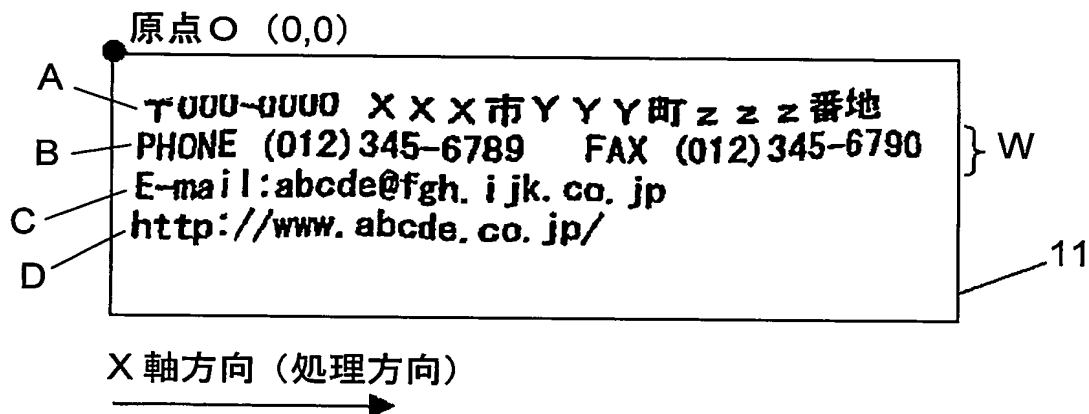 原点O (0,0)
A 〒000-0000 XXX市YYY町zzz番地
B PHONE (012)345-6789 FAX (012)345-6790 W
C E-mail:abcde@fgh.ijk.co.jp
D http://www.abcde.co.jp/
11
X軸方向(処理方向)